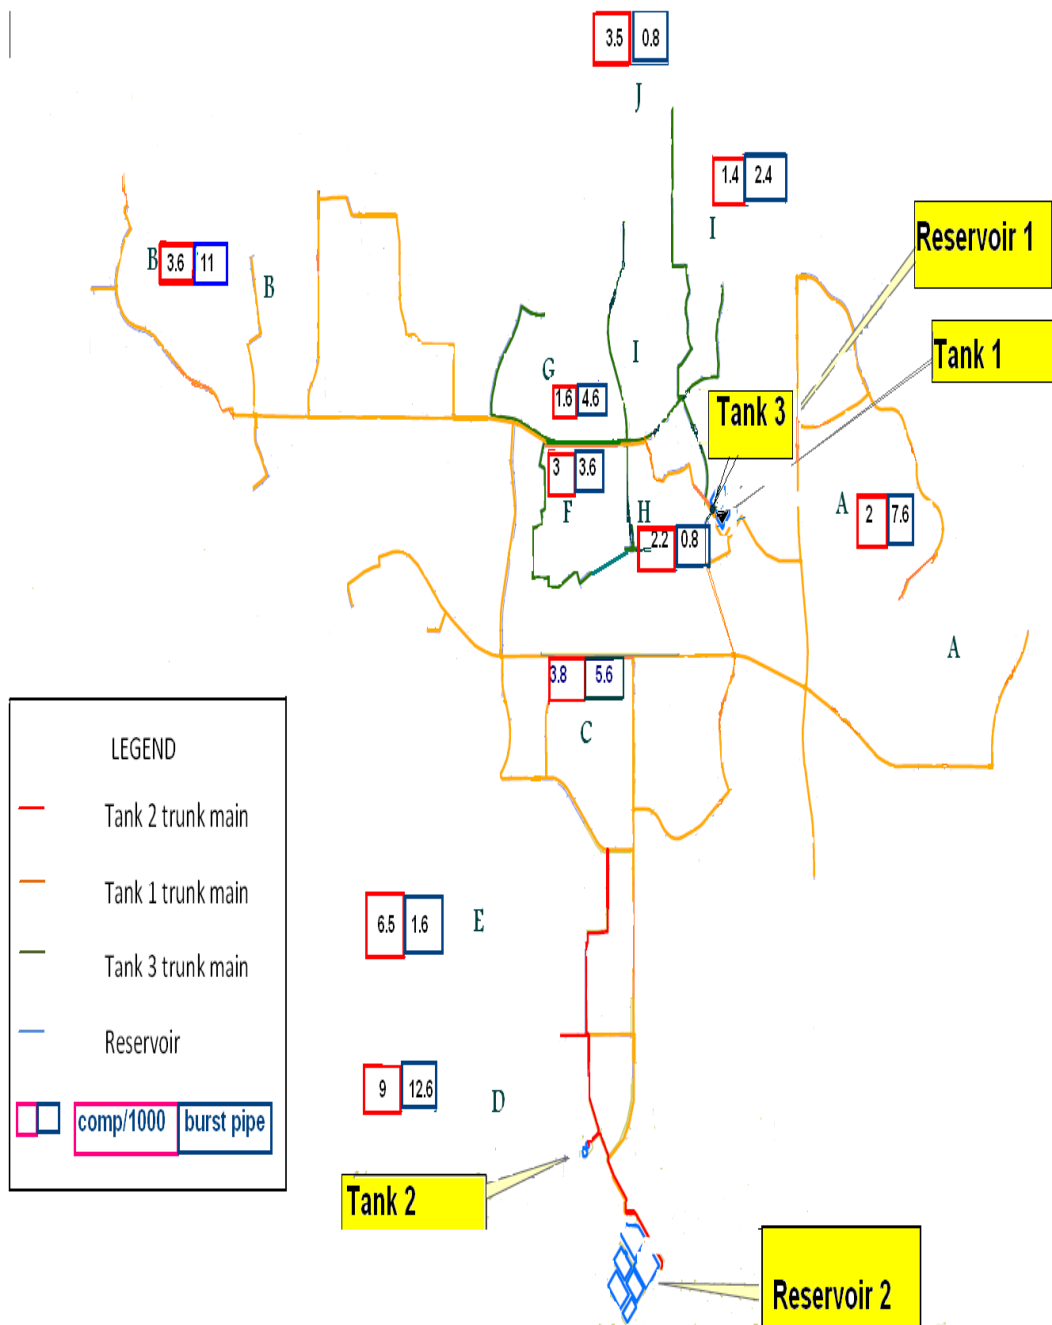 3.5 0.8
J
1.4 2.4
I
Reservoir 1
B 3.6 11
B
I
Tank 1
G
1.6 4.6
Tank 3
3 3.6
F
H
2.2 0.8
A 2 7.6
A
3.8 5.6
C
LEGEND
Tank 2 trunk main
Tank 1 trunk main
Tank 3 trunk main
Reservoir
comp/1000 burst pipe
6.5 1.6 E
9 12.6 D
Tank 2
Reservoir 2